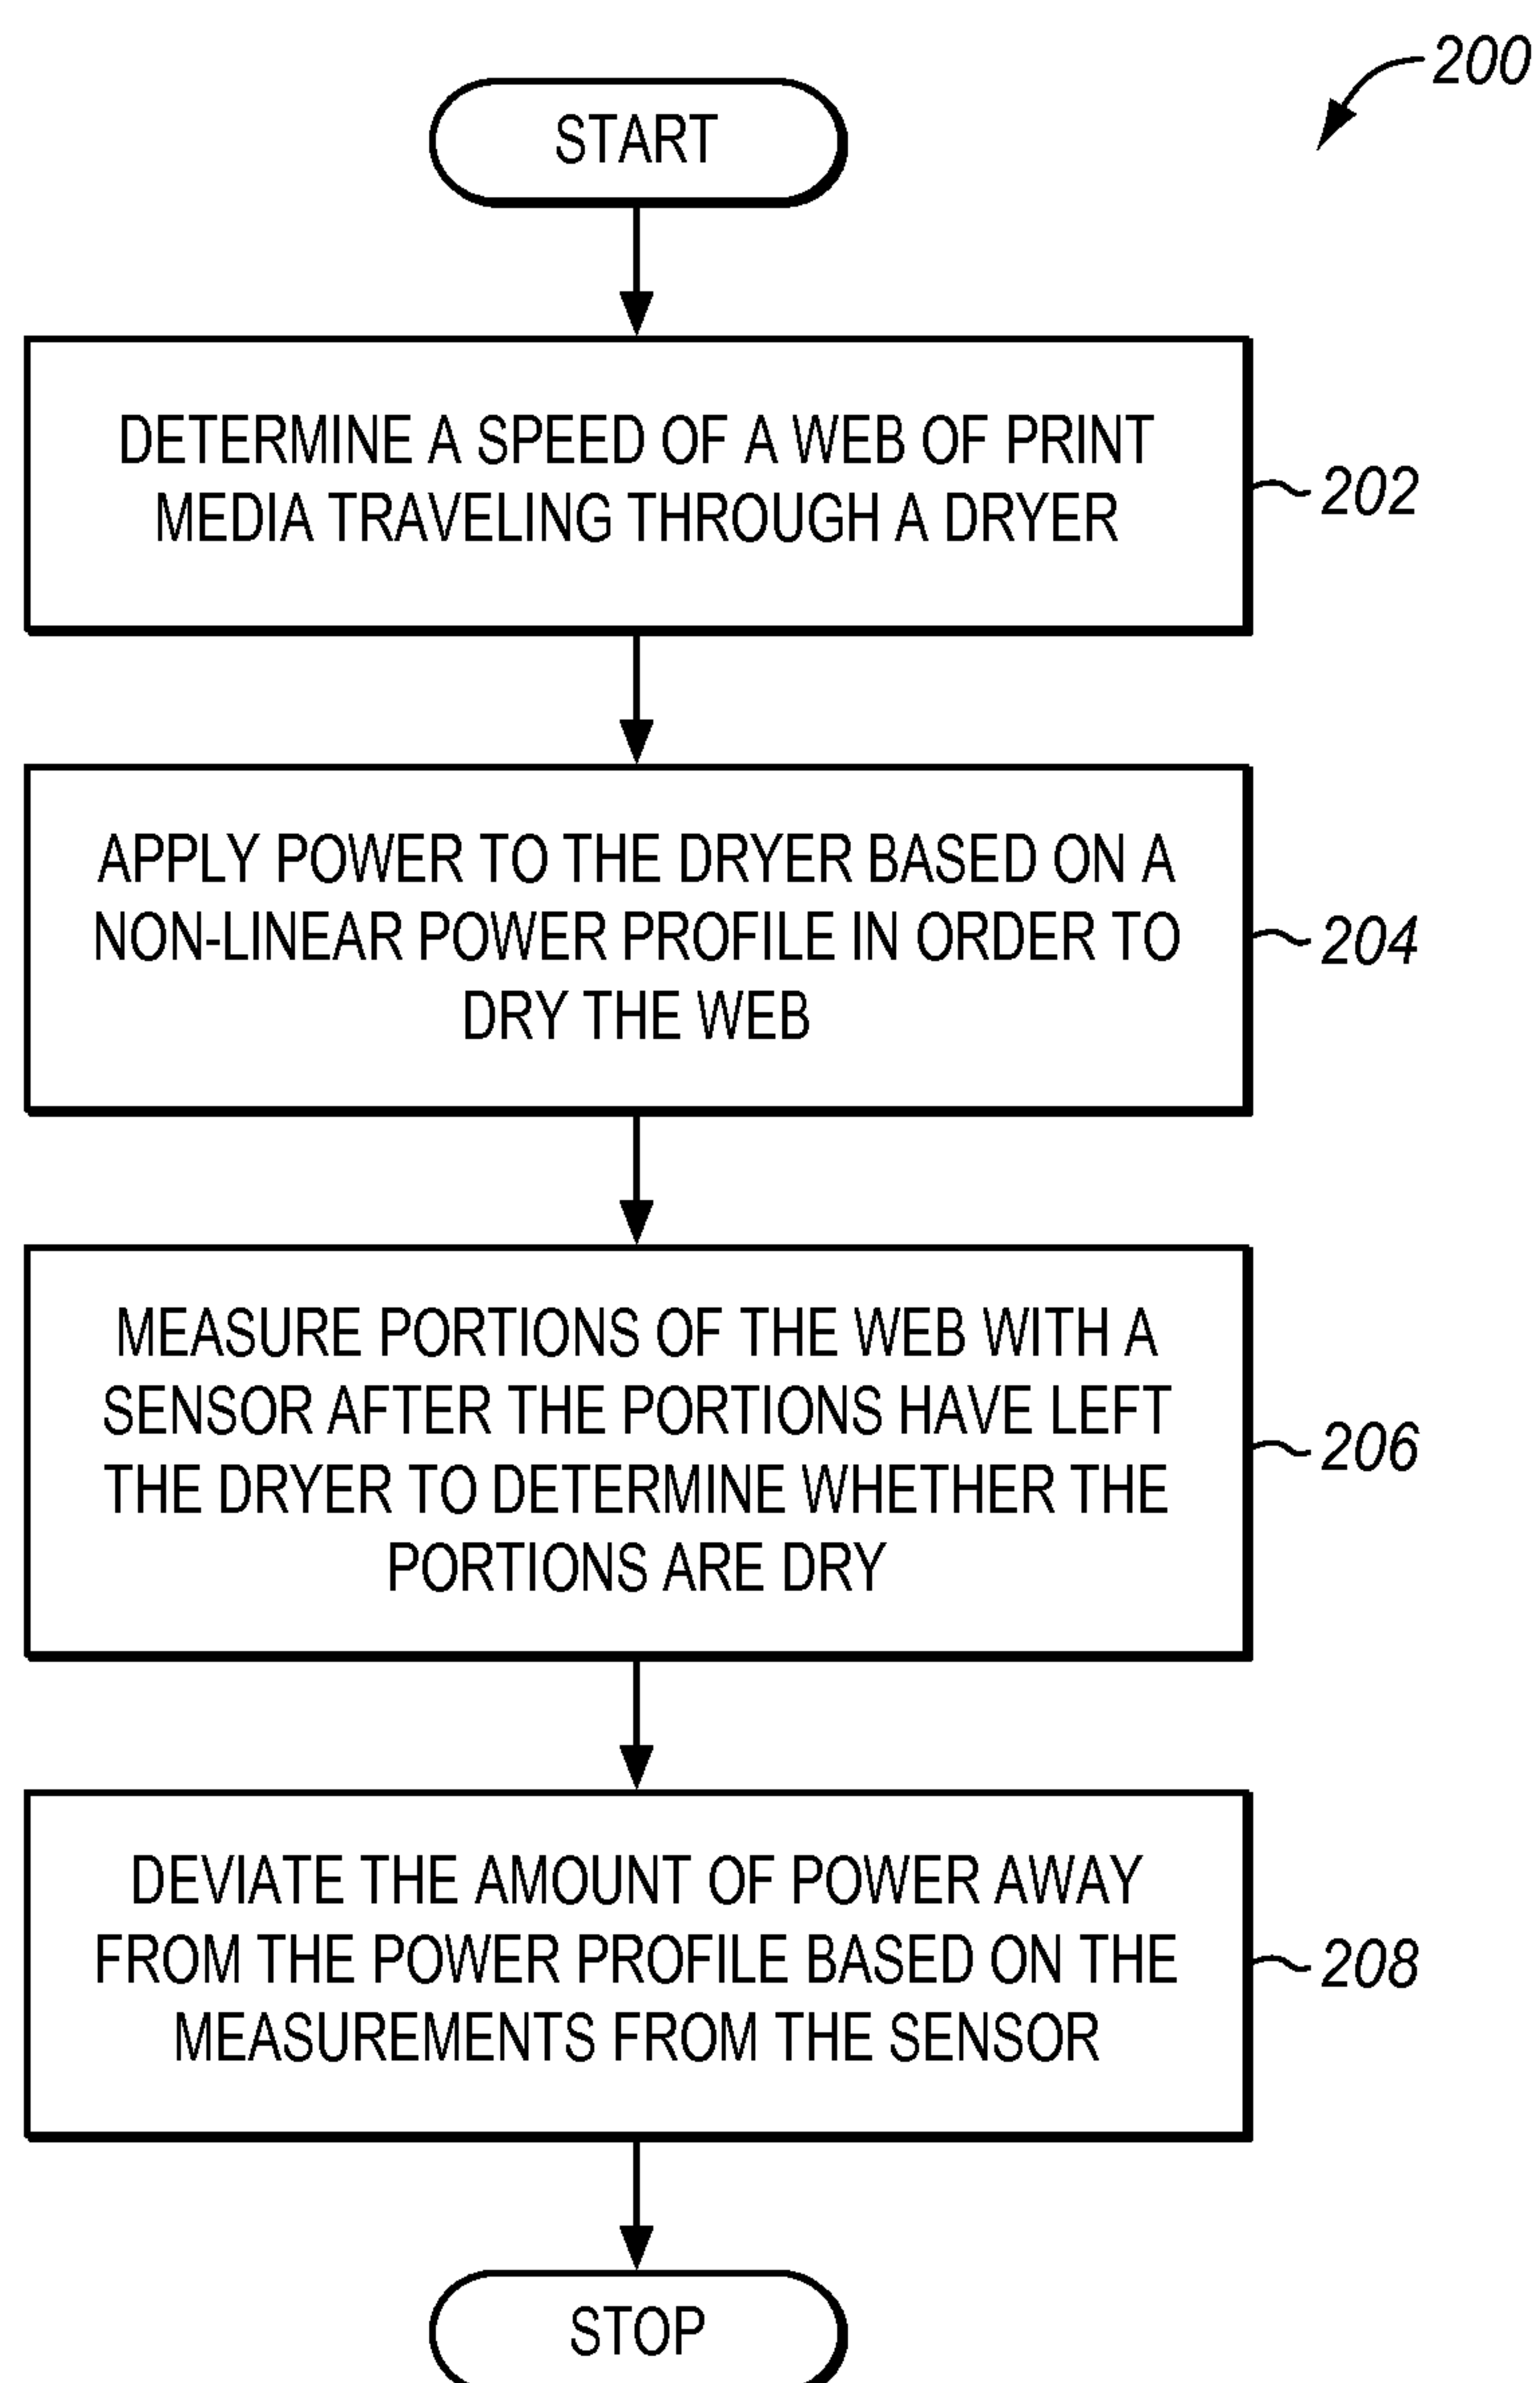 200
START
DETERMINE A SPEED OF A WEB OF PRINT
MEDIA TRAVELING THROUGH A DRYER
202
APPLY POWER TO THE DRYER BASED ON A
NON-LINEAR POWER PROFILE IN ORDER TO
DRY THE WEB
204
MEASURE PORTIONS OF THE WEB WITH A
SENSOR AFTER THE PORTIONS HAVE LEFT
THE DRYER TO DETERMINE WHETHER THE
PORTIONS ARE DRY
206
DEVIATE THE AMOUNT OF POWER AWAY
FROM THE POWER PROFILE BASED ON THE
MEASUREMENTS FROM THE SENSOR
208
STOP